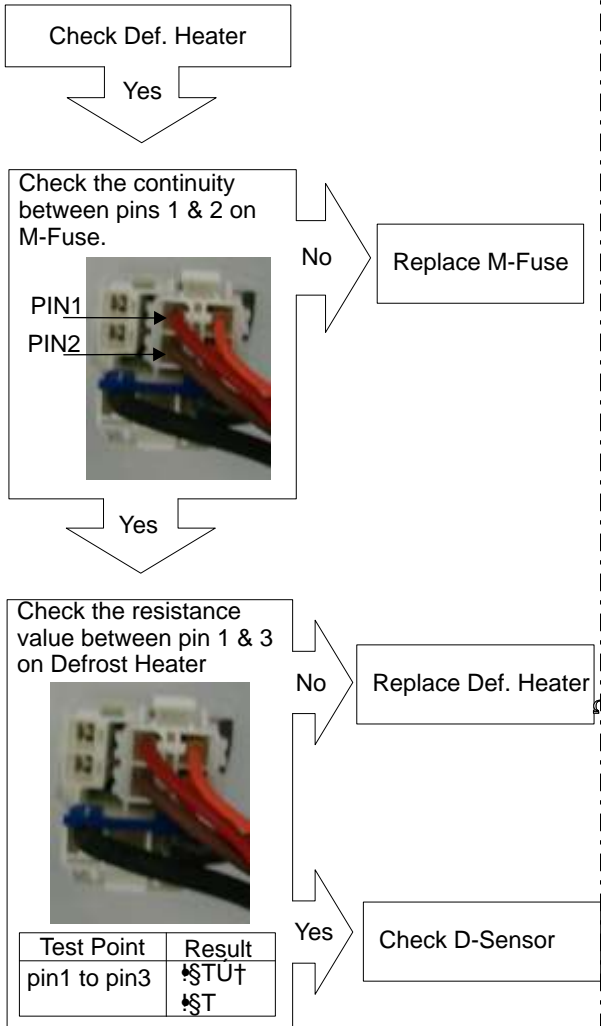 Check Def. Heater
Yes
Check the continuity
between pins 1 & 2 on
M-Fuse.
No
Replace M-Fuse
PIN1
PIN2
Yes
Check the resistance
value between pin 1 & 3
on Defrost Heater
No
Replace Def. Heater
Test Point Result
pin1 to pin3
Yes
Check D-Sensor